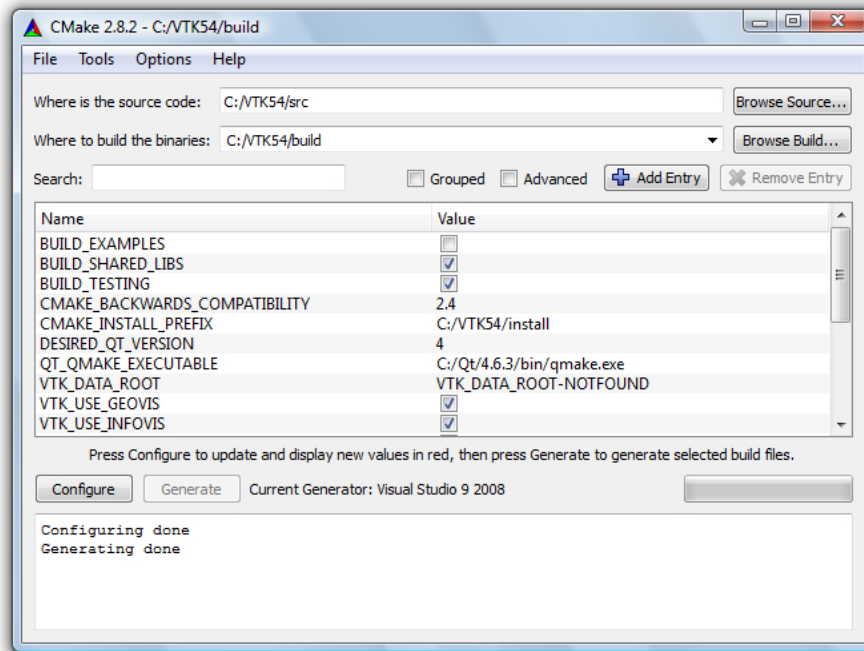 CMake 2.8.2 - C:/VTK54/build
File Tools Options Help
Where is the source code: C:/VTK54/src Browse Source...
Where to build the binaries: C:/VTK54/build Browse Build...
Search: Grouped Advanced Add Entry Remove Entry
Name Value
BUILD_EXAMPLES
BUILD_SHARED_LIBS
BUILD_TESTING
CMAKE_BACKWARDS_COMPATIBILITY 2.4
CMAKE_INSTALL_PREFIX C:/VTK54/install
DESIRED_QT_VERSION 4
QT_QMAKE_EXECUTABLE C:/Qt/4.6.3/bin/qmake.exe
VTK_DATA_ROOT VTK_DATA_ROOT-NOTFOUND
VTK_USE_GEOVIS
VTK_USE_INFOVIS
Press Configure to update and display new values in red, then press Generate to generate selected build files.
Configure Generate Current Generator: Visual Studio 9 2008
Configuring done
Generating done